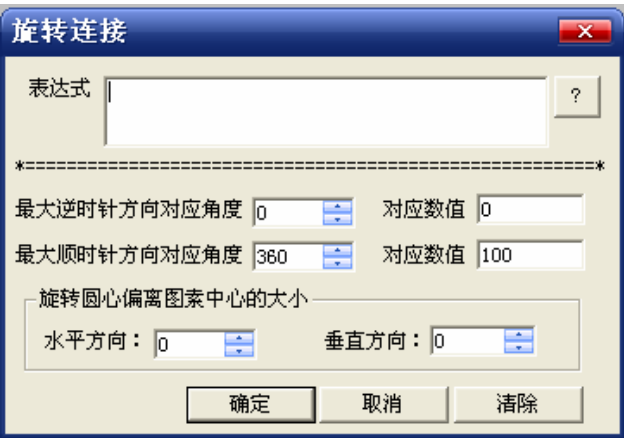 旋转连接
表达式 ?
*========================================================*
最大逆时针方向对应角度 0 对应数值 0
最大顺时针方向对应角度 360 对应数值 100
旋转圆心偏离图素中心的大小
水平方向： 0 垂直方向： 0
确定 取消 清除